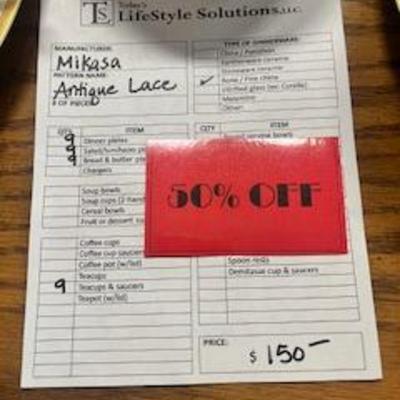 TS Today's
LifeStyle Solutions, LLC
MANUFACTURER: TYPE OF DINNERWARE:
Mikasa
China / Porcelain
Earthenware ceramic
PATTERN NAME: Stoneware ceramic
Antique Lace ✓ Bone / Fine china
Vitrified glass (ex: Corelle)
# OF PIECES Melamine
Other:
QTY ITEM QTY ITEM
9 Dinner plates
9 Salad/luncheon
9 Bread & butter
Chargers
50% OFF
Soup bowls
Soup cups (2
Cereal bowls
Fruit or dessert
Coffee cups
Coffee cup saucers
Coffee pot (w/lid) Spoon rests
Teacups Demitasse cup & saucers
9 Teacups & saucers
Teapot (w/lid)
PRICE:
$ 150—